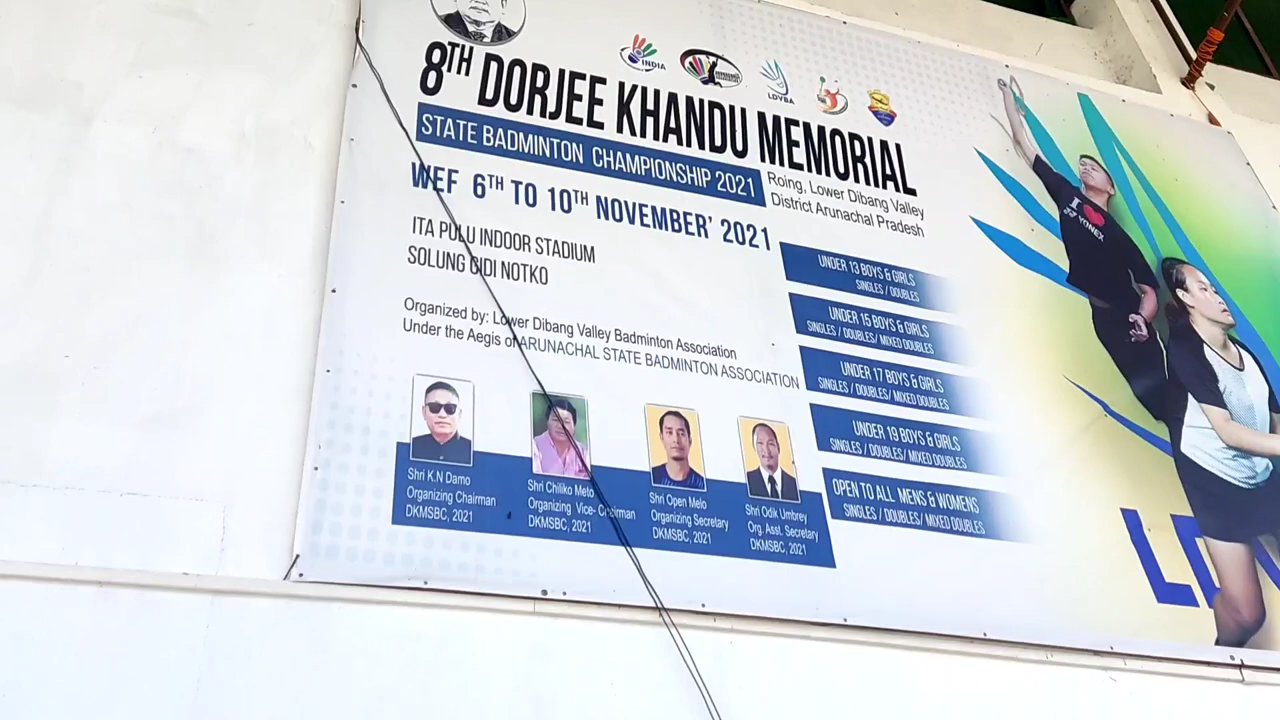 INDIA
LDVBA
8TH DORJEE KHANDU MEMORIAL
STATE BADMINTON CHAMPIONSHIP 2021
Roing, Lower Dibang Valley
District Arunachal Pradesh
WEF 6TH TO 10TH NOVEMBER' 2021
ITA PULU INDOOR STADIUM
SOLUNG GIDI NOTKO
Organized by: Lower Dibang Valley Badminton Association
Under the Aegis of ARUNACHAL STATE BADMINTON ASSOCIATION
UNDER 13 BOYS & GIRLS
SINGLES / DOUBLES
UNDER 15 BOYS & GIRLS
SINGLES / DOUBLES/ MIXED DOUBLES
UNDER 17 BOYS & GIRLS
SINGLES / DOUBLES/ MIXED DOUBLES
UNDER 19 BOYS & GIRLS
SINGLES / DOUBLES/ MIXED DOUBLES
OPEN TO ALL MENS & WOMENS
SINGLES / DOUBLES/ MIXED DOUBLES
Shri K.N Damo
Organizing Chairman
DKMSBC, 2021
Shri Chiliko Meto
Organizing Vice- Chairman
DKMSBC, 2021
Shri Open Melo
Organizing Secretary
DKMSBC, 2021
Shri Odik Umbrey
Org. Asst. Secretary
DKMSBC, 2021
I
YONEX